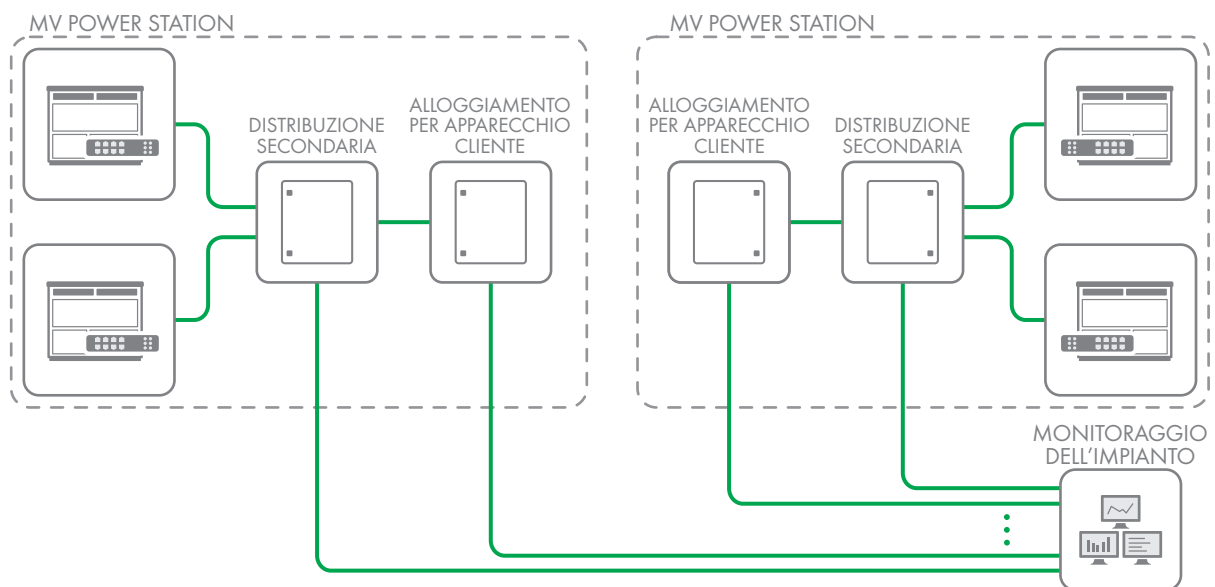 MV POWER STATION
MV POWER STATION
DISTRIBUZIONE
SECONDARIA
ALLOGGIAMENTO
PER APPARECCHIO
CLIENTE
ALLOGGIAMENTO
PER APPARECCHIO
CLIENTE
DISTRIBUZIONE
SECONDARIA
MONITORAGGIO
DELL'IMPIANTO